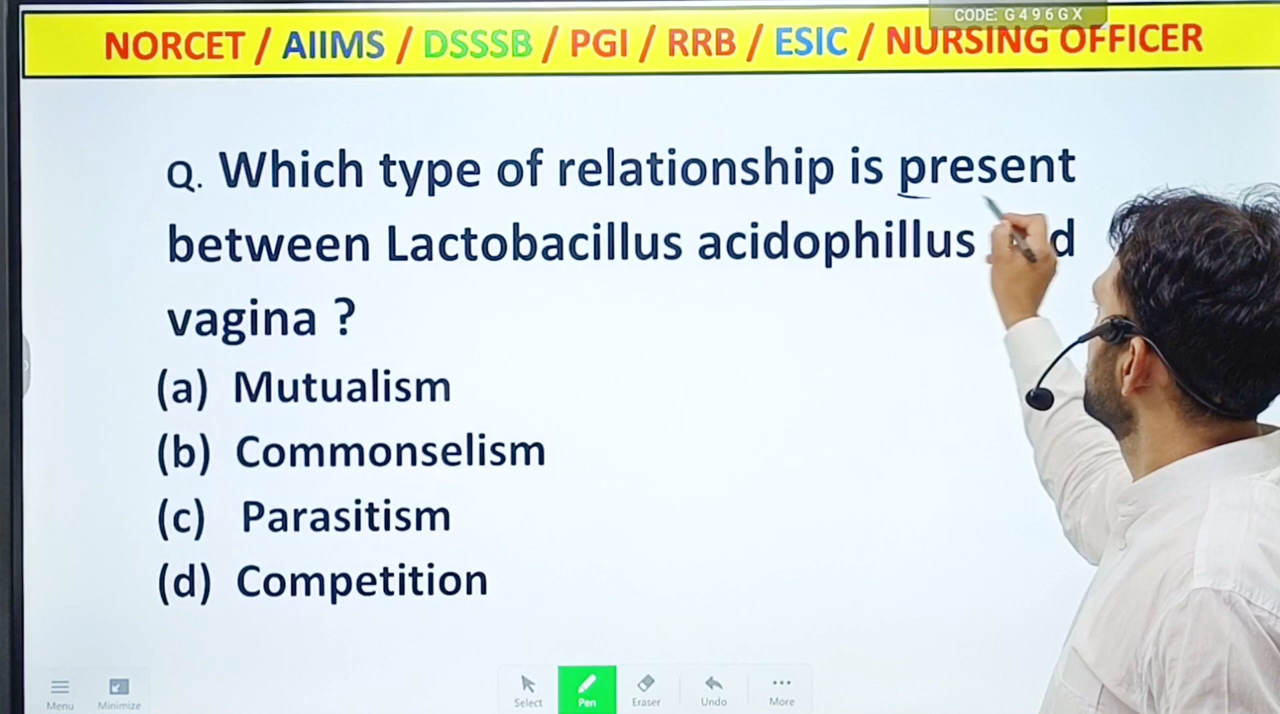 CODE: G496GX
NORCET / AIIMS / DSSSB / PGI / RRB / ESIC / NURSING OFFICER
Q. Which type of relationship is present
between Lactobacillus acidophillus
vagina ?
(a) Mutualism
(b) Commonselism
(c) Parasitism
(d) Competition
Menu Minimize Select Pen Eraser Undo More